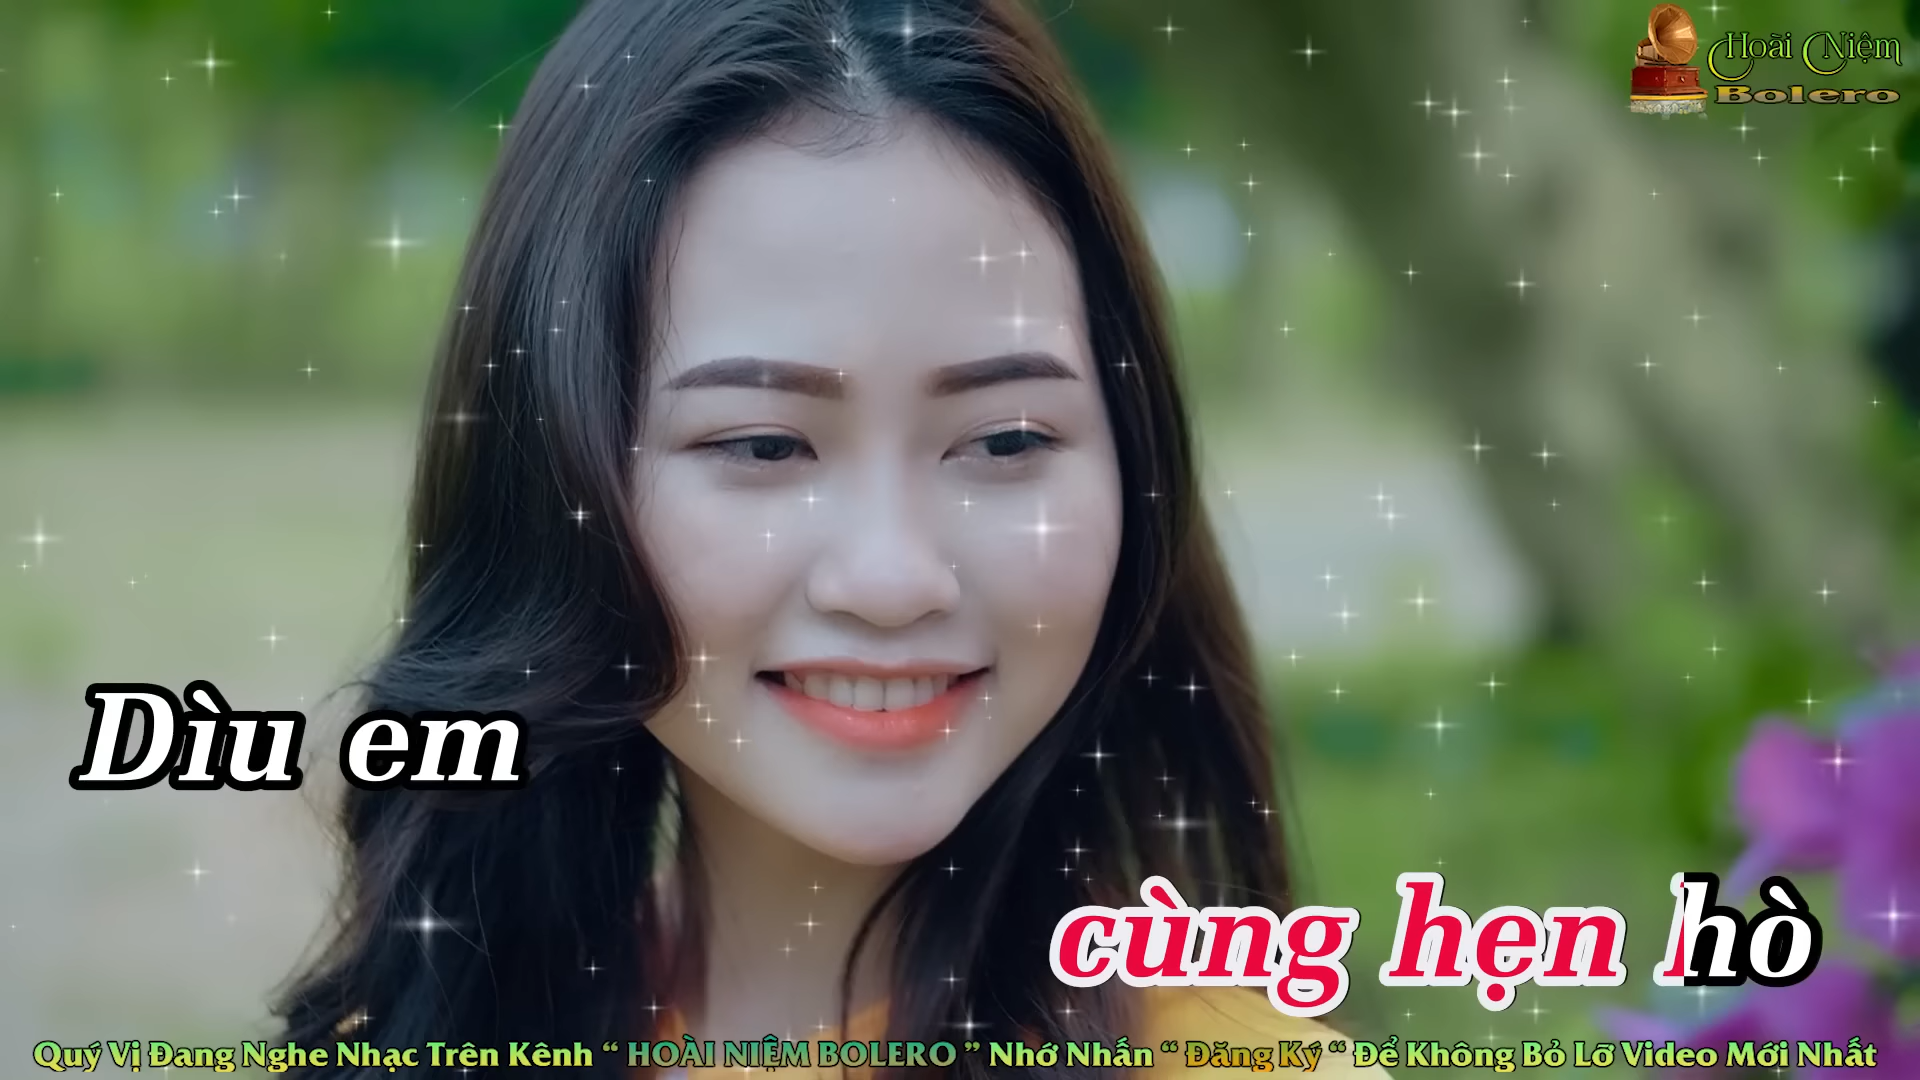 Hoài Niệm
Bolero
Dìu em
cùng hẹn hò
Quý Vị Đang Nghe Nhạc Trên Kênh “ HOÀI NIỆM BOLERO ” Nhớ Nhấn “ Đăng Ký “ Để Không Bỏ Lỡ Video Mới Nhất